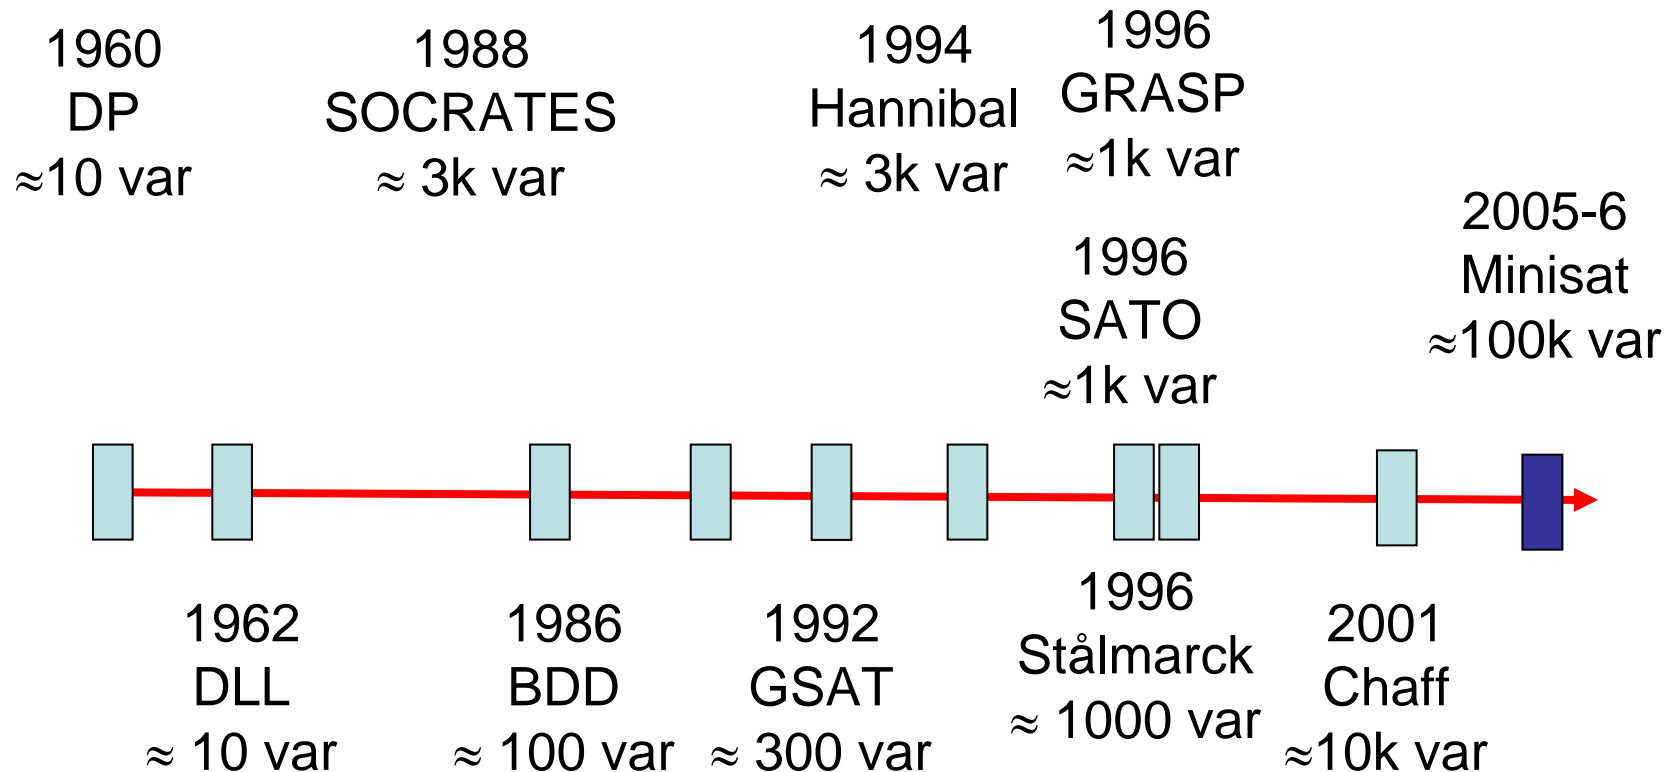 1960
DP
≈10 var
1988
SOCRATES
≈ 3k var
1994
Hannibal
≈ 3k var
1996
GRASP
≈1k var
1996
SATO
≈1k var
2005-6
Minisat
≈100k var
1962
DLL
≈ 10 var
1986
BDD
≈ 100 var
1992
GSAT
≈ 300 var
1996
Stålmarck
≈ 1000 var
2001
Chaff
≈10k var